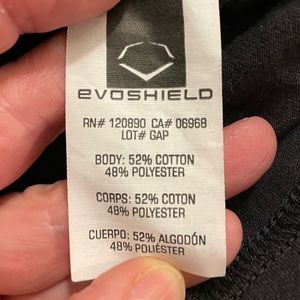 EVOSHIELD
RN# 120890 CA# 06968
LOT# GAP
BODY: 52% COTTON
48% POLYESTER
CORPS: 52% COTON
48% POLYESTER
CUERPO: 52% ALGODÓN
48% POLIÉSTER